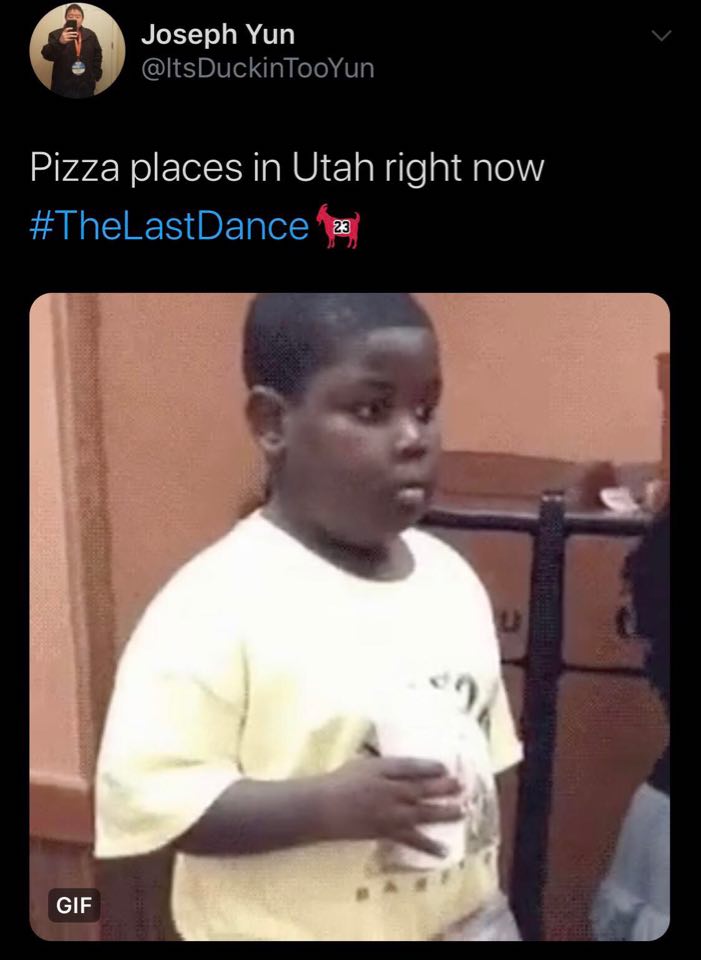 Joseph Yun
@ItsDuckinTooYun
Pizza places in Utah right now
#TheLastDance
23
GIF